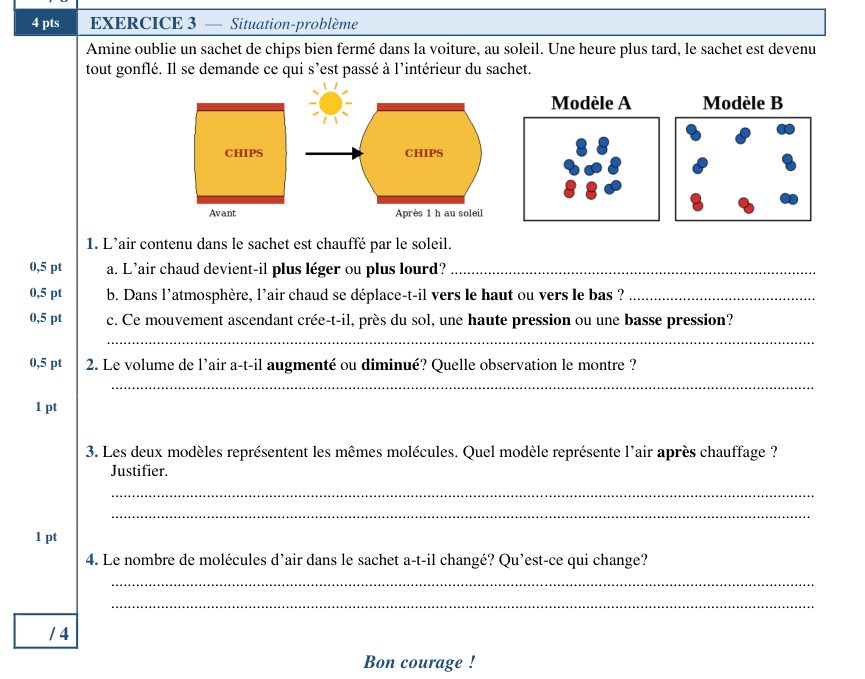 4 pts EXERCICE 3 — Situation-problème
Amine oublie un sachet de chips bien fermé dans la voiture, au soleil. Une heure plus tard, le sachet est devenu
tout gonflé. Il se demande ce qui s'est passé à l'intérieur du sachet.
Modèle A Modèle B
CHIPS CHIPS
Avant Après 1 h au soleil
1. L'air contenu dans le sachet est chauffé par le soleil.
0,5 pt a. L'air chaud devient-il plus léger ou plus lourd? ........
0,5 pt b. Dans l'atmosphère, l'air chaud se déplace-t-il vers le haut ou vers le bas ? ........
0,5 pt c. Ce mouvement ascendant crée-t-il, près du sol, une haute pression ou une basse pression?
0,5 pt 2. Le volume de l'air a-t-il augmenté ou diminué? Quelle observation le montre ?
1 pt
3. Les deux modèles représentent les mêmes molécules. Quel modèle représente l'air après chauffage ?
Justifier.
1 pt
4. Le nombre de molécules d'air dans le sachet a-t-il changé? Qu'est-ce qui change?
/ 4
Bon courage !